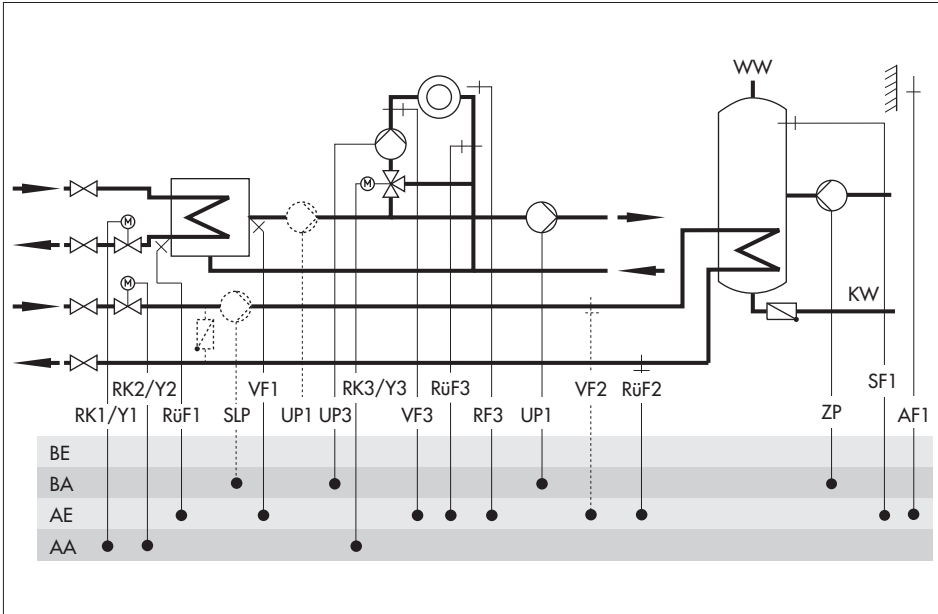 WW
M
M
M
KW
RK2/Y2 VF1 RK3/Y3 RüF3 VF2 RüF2 SF1
RK1/Y1 RüF1 SLP UP1 UP3 VF3 RF3 UP1 ZP AF1
BE
BA
AE
AA